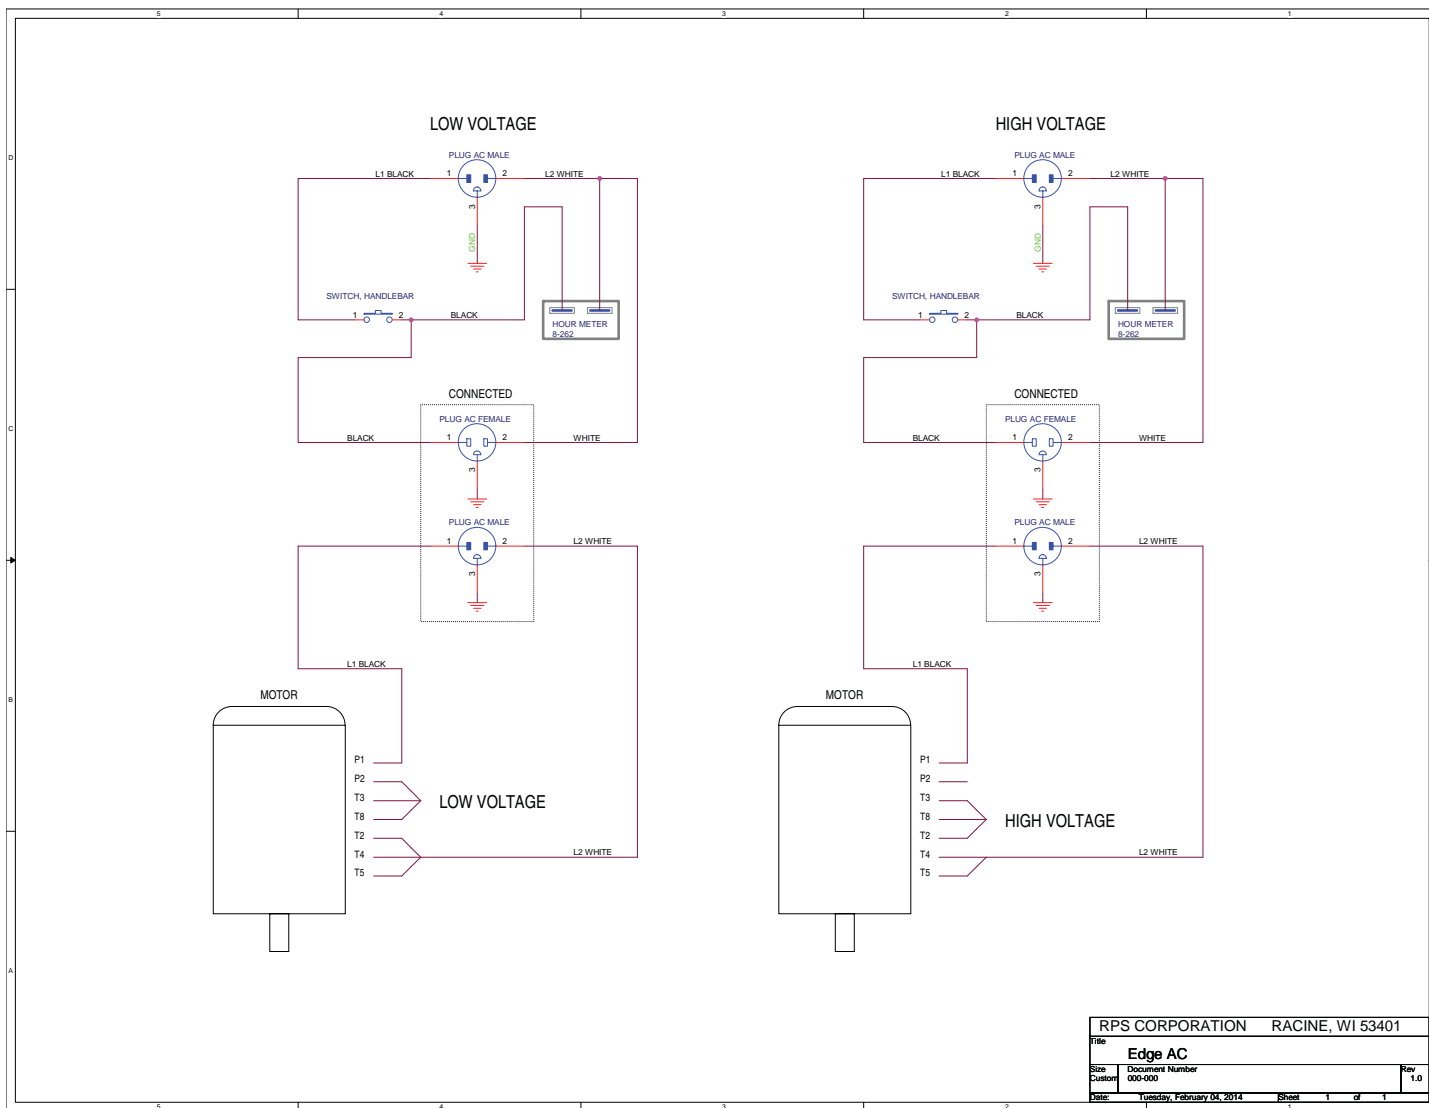 5 4 3 2 1
D
C
B
A
LOW VOLTAGE
PLUG AC MALE
L1 BLACK 1 2 L2 WHITE
3
GND
SWITCH, HANDLEBAR
1 2 BLACK
HOUR METER
8-262
CONNECTED
PLUG AC FEMALE
BLACK 1 2 WHITE
3
PLUG AC MALE
1 2 L2 WHITE
3
L1 BLACK
MOTOR
P1
P2
T3
LOW VOLTAGE
T8
T2
T4 L2 WHITE
T5
HIGH VOLTAGE
PLUG AC MALE
L1 BLACK 1 2 L2 WHITE
3
GND
SWITCH, HANDLEBAR
1 2 BLACK
HOUR METER
8-262
CONNECTED
PLUG AC FEMALE
BLACK 1 2 WHITE
3
PLUG AC MALE
1 2 L2 WHITE
3
L1 BLACK
MOTOR
P1
P2
T3
T8
HIGH VOLTAGE
T2
T4 L2 WHITE
T5
RPS CORPORATION RACINE, WI 53401
Title
Edge AC
Size Document Number Rev
Custom 000-000 1.0
Date: Tuesday, February 04, 2014 Sheet 1 of 1
5 4 3 2 1